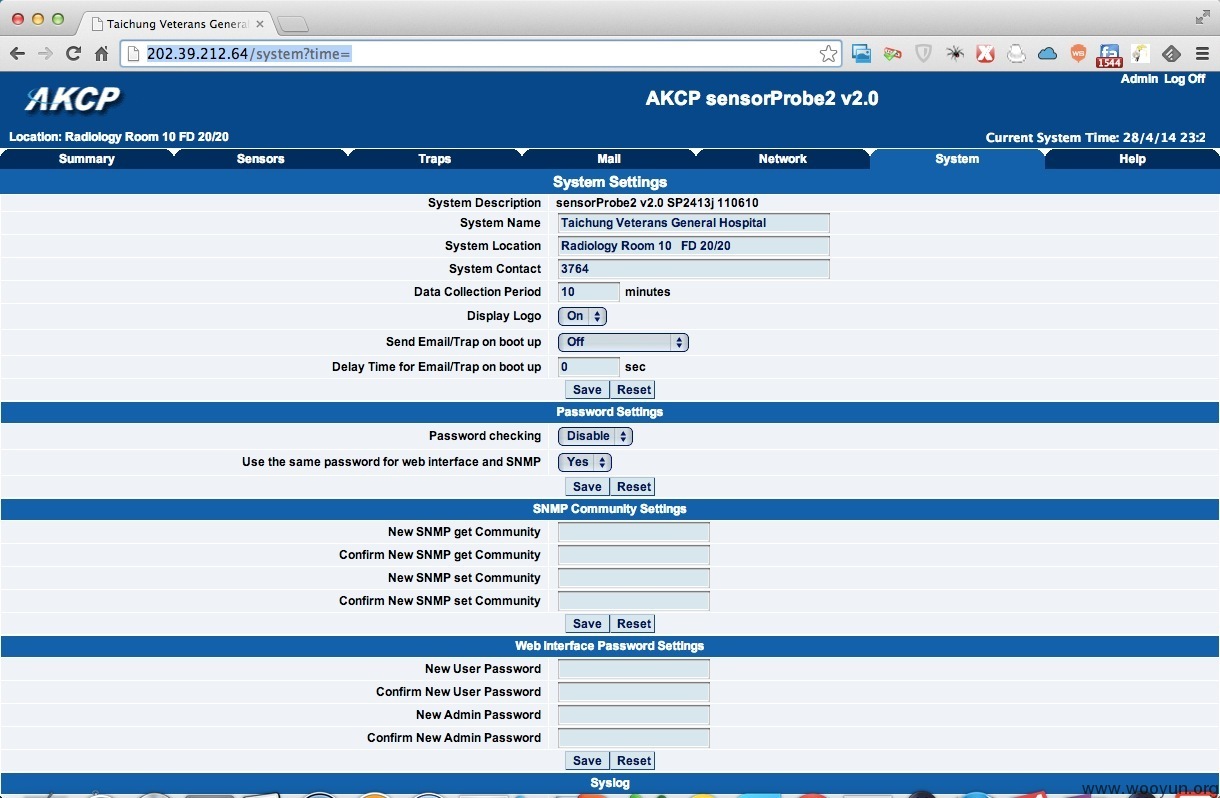 Taichung Veterans Genera
202.39.212.64/system?time=
WB
1544
Admin Log Off
AKCP
AKCP sensorProbe2 v2.0
Location: Radiology Room 10 FD 20/20
Current System Time: 28/4/14 23:2
Summary Sensors Traps Mail Network System Help
System Settings
System Description sensorProbe2 v2.0 SP2413j 110610
System Name Taichung Veterans General Hospital
System Location Radiology Room 10 FD 20/20
System Contact 3764
Data Collection Period 10 minutes
Display Logo On
Send Email/Trap on boot up Off
Delay Time for Email/Trap on boot up 0 sec
Save Reset
Password Settings
Password checking Disable
Use the same password for web interface and SNMP Yes
Save Reset
SNMP Community Settings
New SNMP get Community
Confirm New SNMP get Community
New SNMP set Community
Confirm New SNMP set Community
Save Reset
Web Interface Password Settings
New User Password
Confirm New User Password
New Admin Password
Confirm New Admin Password
Save Reset
Syslog
www.wooyun.org